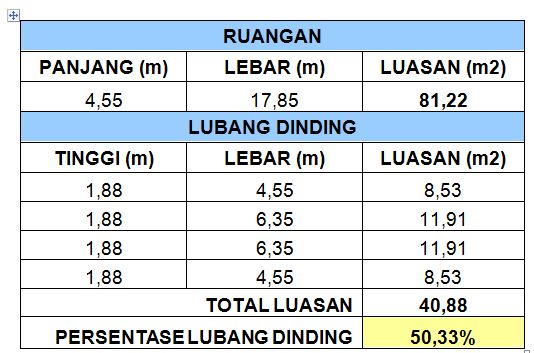 RUANGAN
PANJANG (m) LEBAR (m) LUASAN (m2)
4,55 17,85 81,22
LUBANG DINDING
TINGGI (m) LEBAR (m) LUASAN (m2)
1,88 4,55 8,53
1,88 6,35 11,91
1,88 6,35 11,91
1,88 4,55 8,53
TOTAL LUASAN 40,88
PERSENTASE LUBANG DINDING 50,33%